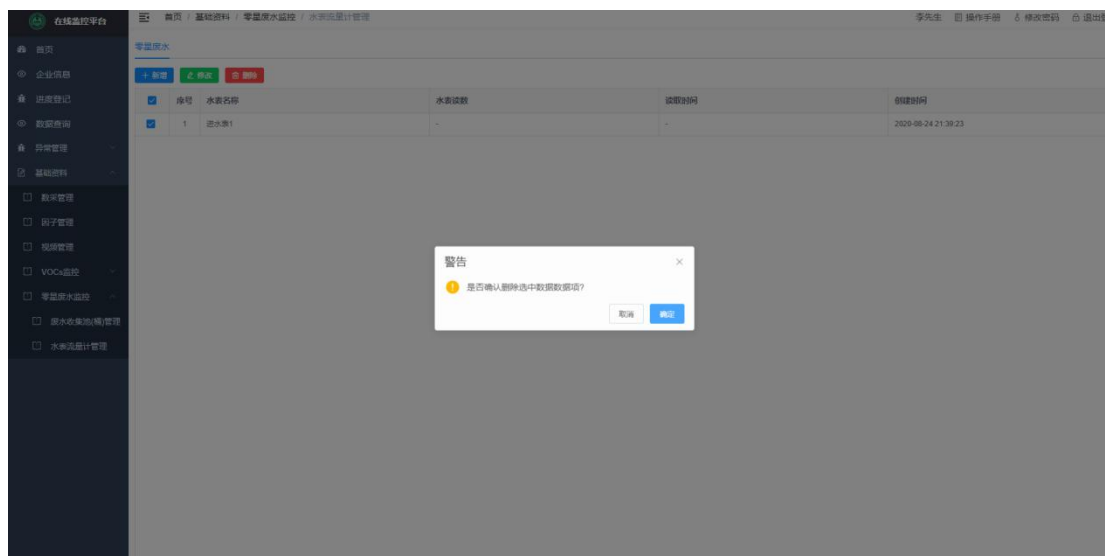 在线监控平台
首页 / 基础资料 / 零星废水监控 / 水表流量计管理
李先生 操作手册 修改密码 退出登
首页
企业信息
进度登记
数据查询
异常管理
基础资料
数采管理
因子管理
视频管理
VOCs监控
零星废水监控
废水收集池(桶)管理
水表流量计管理
零星废水
+ 新增 修改 删除
序号 水表名称 水表读数 读取时间 创建时间
1 进水表1 - - 2020-08-24 21:39:23
警告
是否确认删除选中数据数据项?
取消 确定